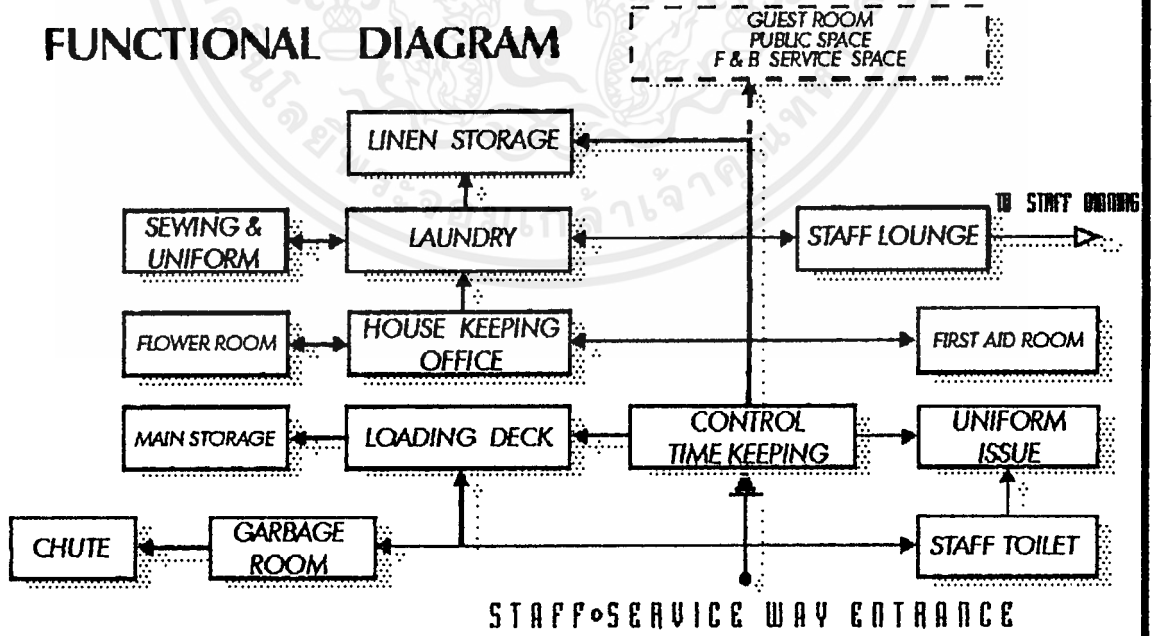 FUNCTIONAL DIAGRAM
GUEST ROOM
PUBLIC SPACE
F & B SERVICE SPACE
LINEN STORAGE
SEWING &
UNIFORM
LAUNDRY
STAFF LOUNGE
TO STAFF
FLOWER ROOM
HOUSE KEEPING
OFFICE
FIRST AID ROOM
MAIN STORAGE
LOADING DECK
CONTROL
TIME KEEPING
UNIFORM
ISSUE
CHUTE
GARBAGE
ROOM
STAFF TOILET
STAFF•SERVICE WAY ENTRANCE